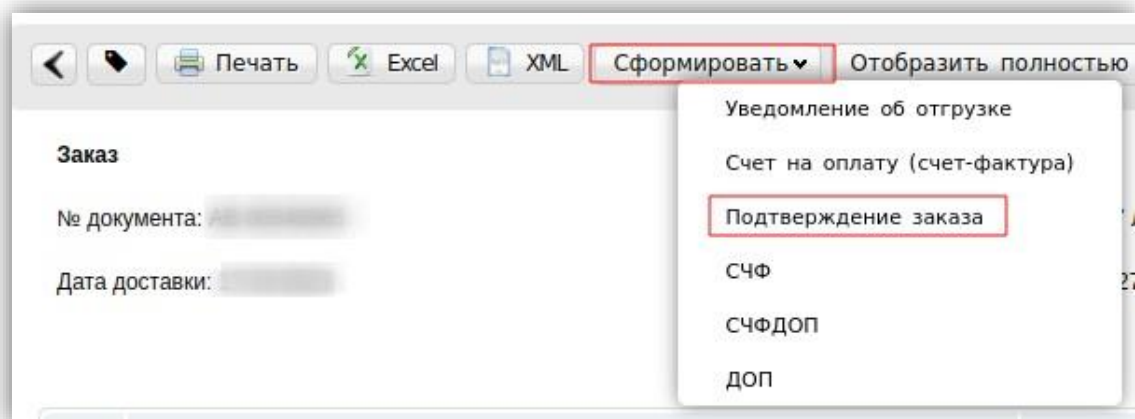 Печать Excel XML Сформировать Отобразить полностью
Уведомление об отгрузке
Заказ
Счет на оплату (счет-фактура)
№ документа:
Подтверждение заказа
Дата доставки:
СЧФ
27
СЧФДОП
ДОП